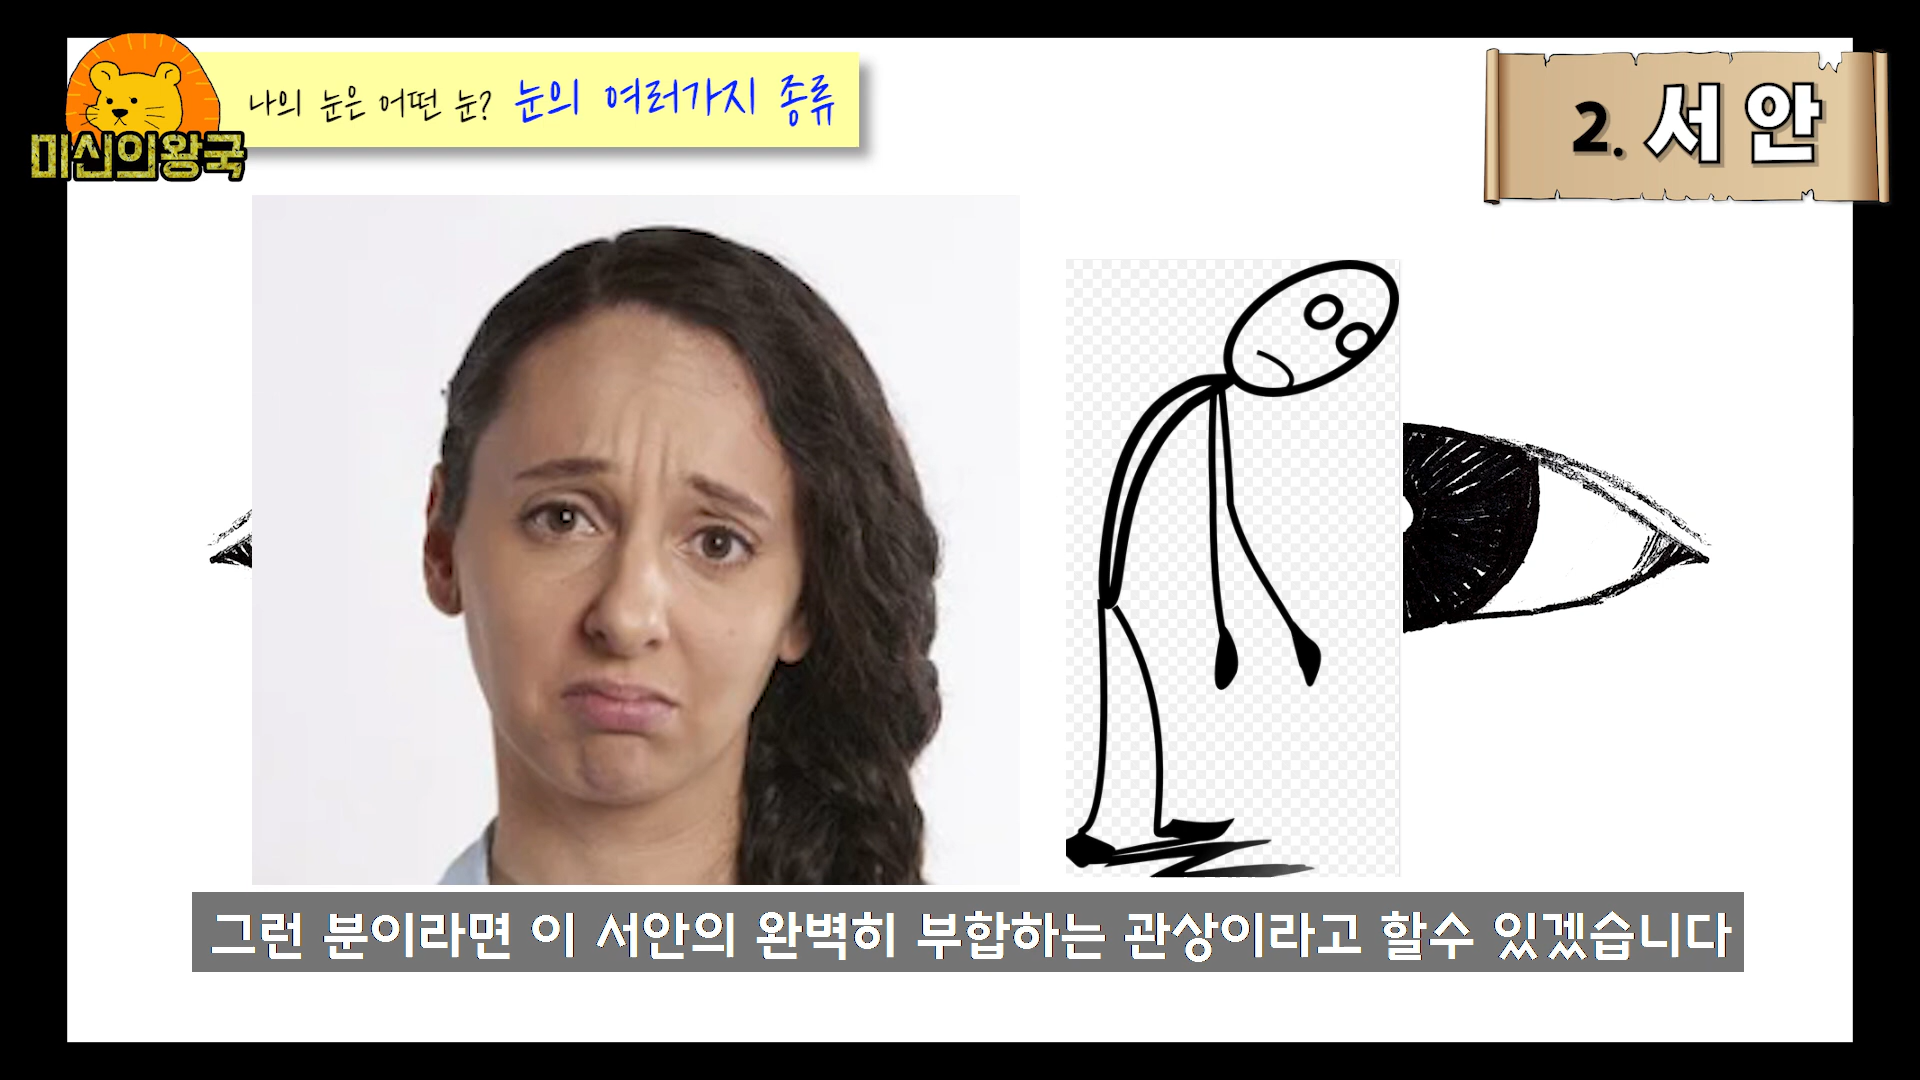 나의 눈은 어떤 눈? 눈의 여러가지 종류
미신의왕국
2. 서안
그런 분이라면 이 서안의 완벽히 부합하는 관상이라고 할수 있겠습니다